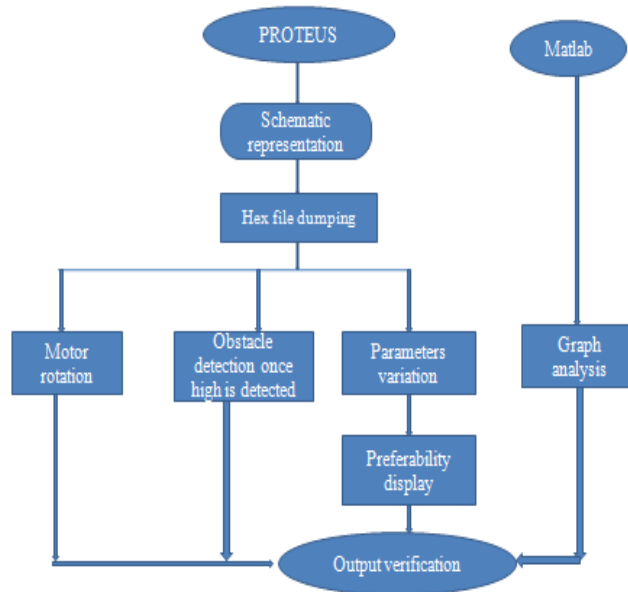 PROTEUS
Matlab
Schematic
representation
Hex file dumping
Motor
rotation
Obstacle
detection once
high is detected
Parameters
variation
Graph
analysis
Preferability
display
Output verification